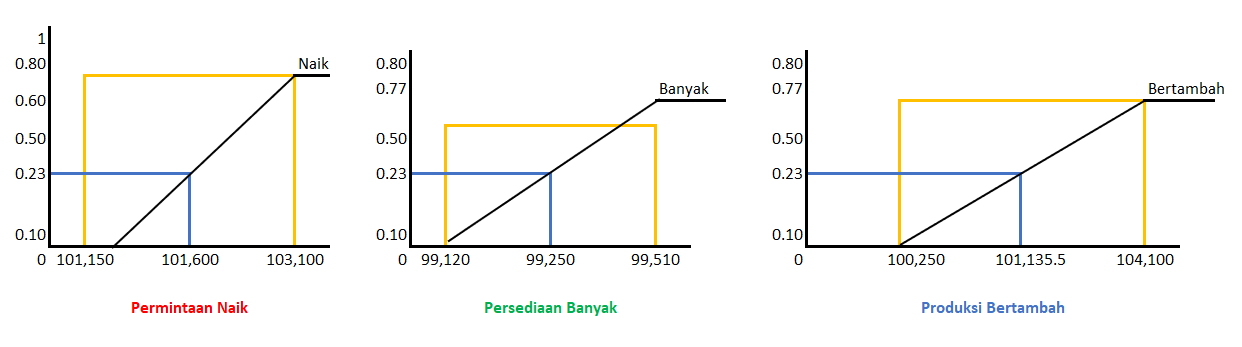 1
0.80
Naik
0.60
0.50
0.23
0.10
0 101,150 101,600 103,100
Permintaan Naik
0.80
0.77
Banyak
0.50
0.23
0.10
0 99,120 99,250 99,510
Persediaan Banyak
0.80
0.77
Bertambah
0.50
0.23
0.10
0 100,250 101,135.5 104,100
Produksi Bertambah